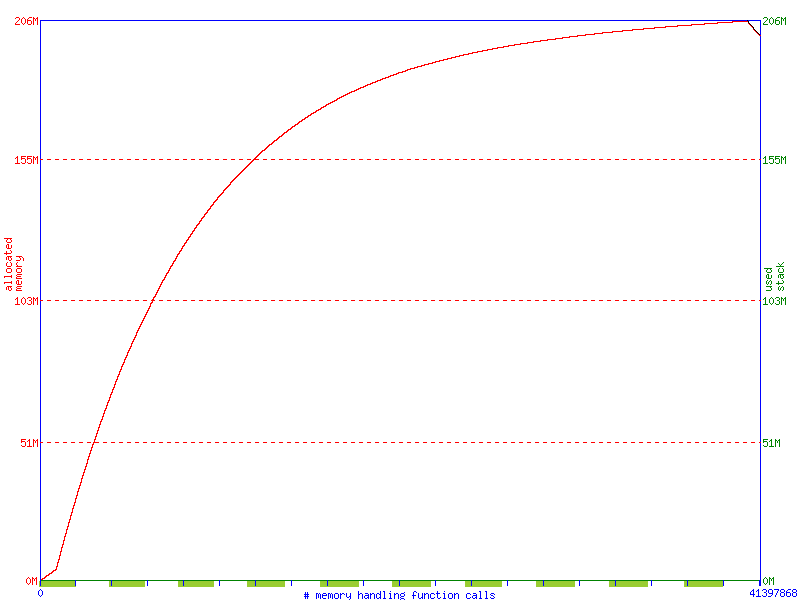 206M
206M
155M
155M
allocated
memory
used
stack
103M
103M
51M
51M
0M
0M
0
# memory handling function calls
41397868